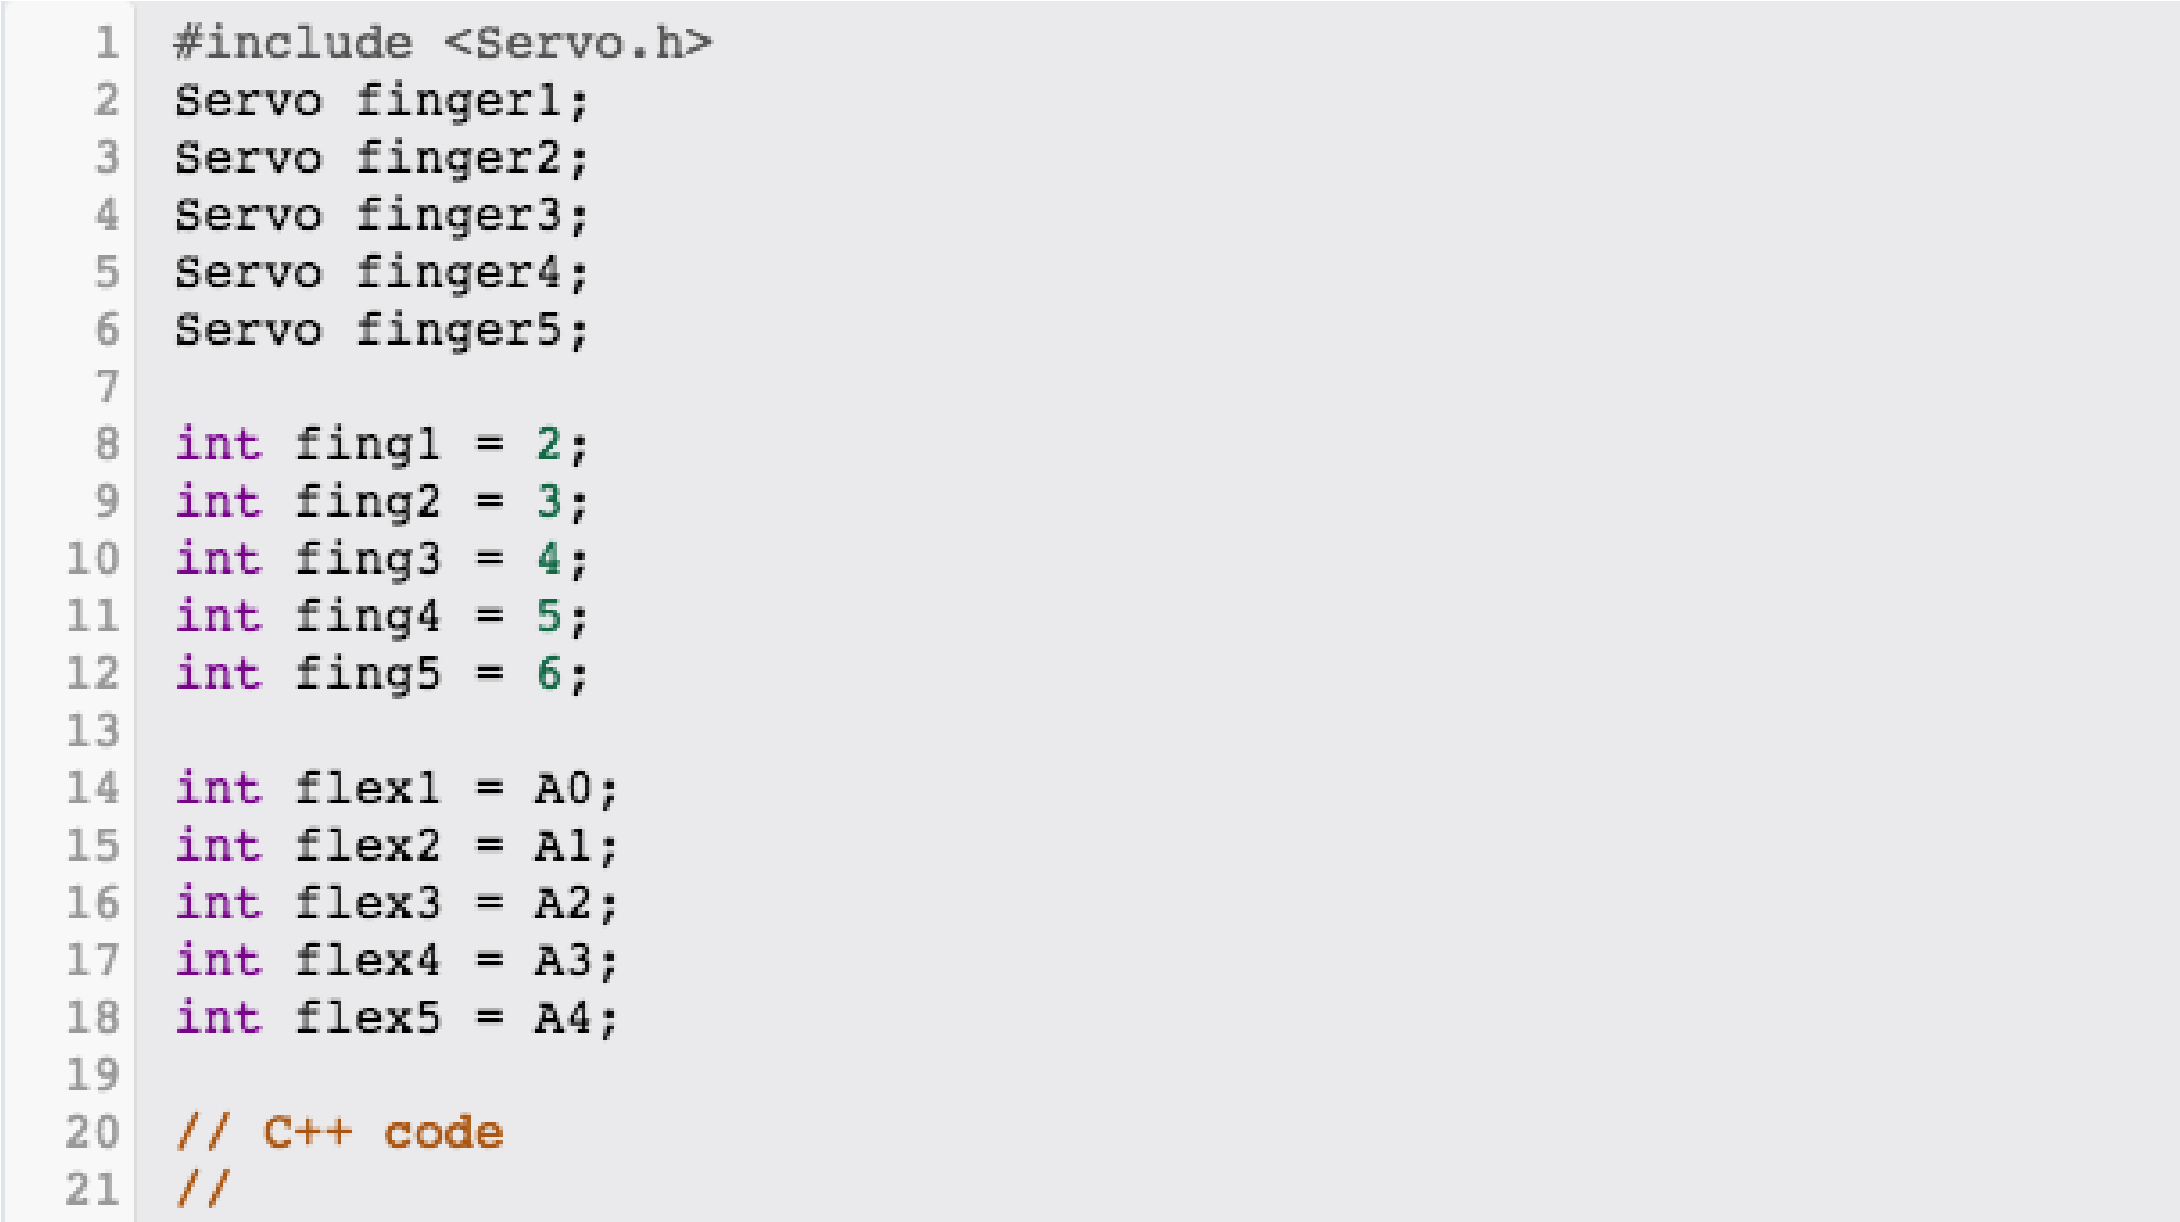 1 #include <Servo.h>
2 Servo finger1;
3 Servo finger2;
4 Servo finger3;
5 Servo finger4;
6 Servo finger5;
7
8 int fing1 = 2;
9 int fing2 = 3;
10 int fing3 = 4;
11 int fing4 = 5;
12 int fing5 = 6;
13
14 int flex1 = A0;
15 int flex2 = A1;
16 int flex3 = A2;
17 int flex4 = A3;
18 int flex5 = A4;
19
20 // C++ code
21 //